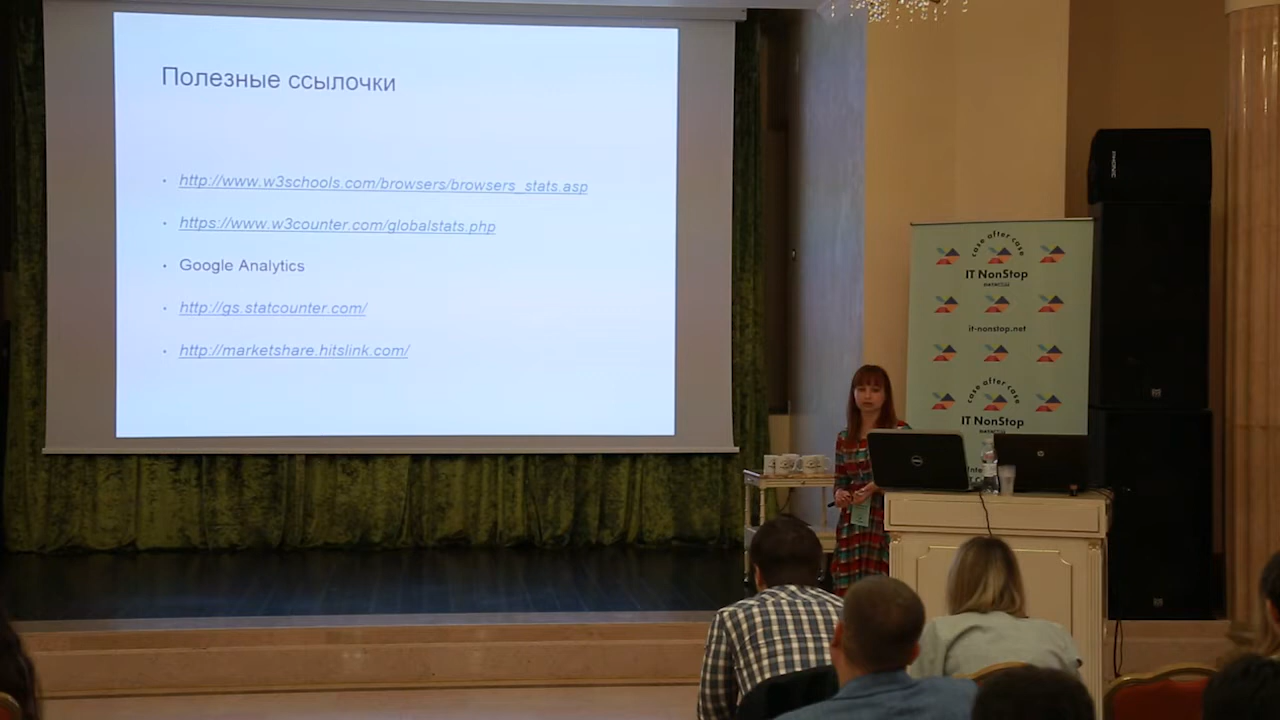 Полезные ссылочки
http://www.w3schools.com/browsers/browsers_stats.asp
https://www.w3counter.com/globalstats.php
Google Analytics
http://gs.statcounter.com/
http://marketshare.hitslink.com/
case after case
IT NonStop
it-nonstop.net
case after case
IT NonStop
DELL
hp